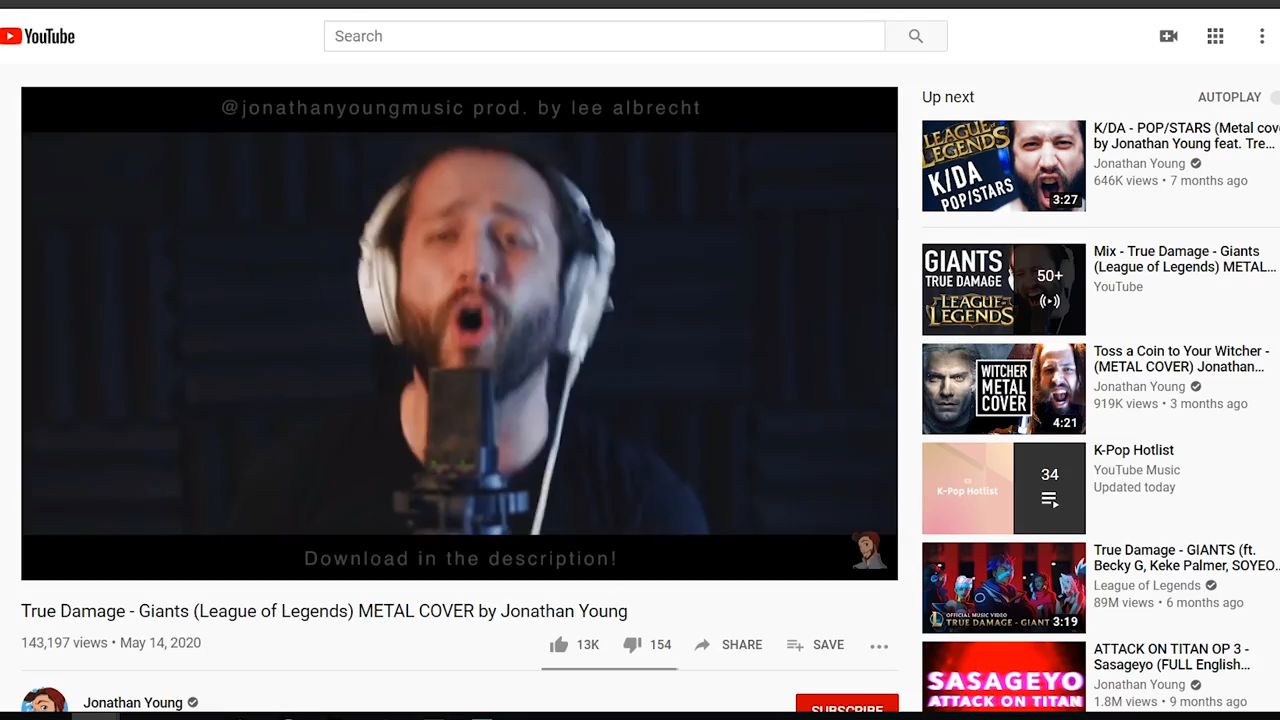 YouTube
Search
@jonathanyoungmusic prod. by lee albrecht
Download in the description!
True Damage - Giants (League of Legends) METAL COVER by Jonathan Young
143,197 views • May 14, 2020
13K
154
SHARE
SAVE
Jonathan Young
SUBSCRIBE
Up next
AUTOPLAY
LEAGUE OF
LEGENDS
K/DA
POP/STARS
3:27
K/DA - POP/STARS (Metal cov
by Jonathan Young feat. Tre...
Jonathan Young
646K views • 7 months ago
GIANTS
TRUE DAMAGE
LEAGUE OF
LEGENDS
50+
Mix - True Damage - Giants
(League of Legends) METAL...
YouTube
WITCHER
METAL
COVER
4:21
Toss a Coin to Your Witcher -
(METAL COVER) Jonathan...
Jonathan Young
919K views • 3 months ago
K-Pop Hotlist
34
K-Pop Hotlist
YouTube Music
Updated today
OFFICIAL MUSIC VIDEO
TRUE DAMAGE - GIANT
3:19
True Damage - GIANTS (ft.
Becky G, Keke Palmer, SOYEO...
League of Legends
89M views • 6 months ago
SASAGEYO
ATTACK ON TITAN
ATTACK ON TITAN OP 3 -
Sasageyo (FULL English...
Jonathan Young
1.8M views • 9 months ago